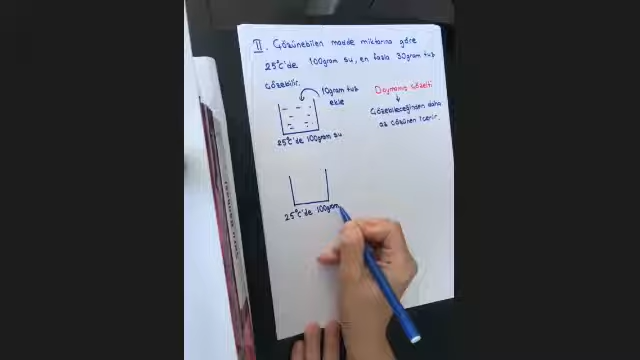 II. Çözünebilen madde miktarına göre
25°C'de 100gram su, en fazla 30gram tuz
çözebilir.
10gram tuz
ekle
25°C'de 100gram su
Doymamış çözelti
Çözebileceğinden daha
az çözünen içerir.
25°C'de 100gram